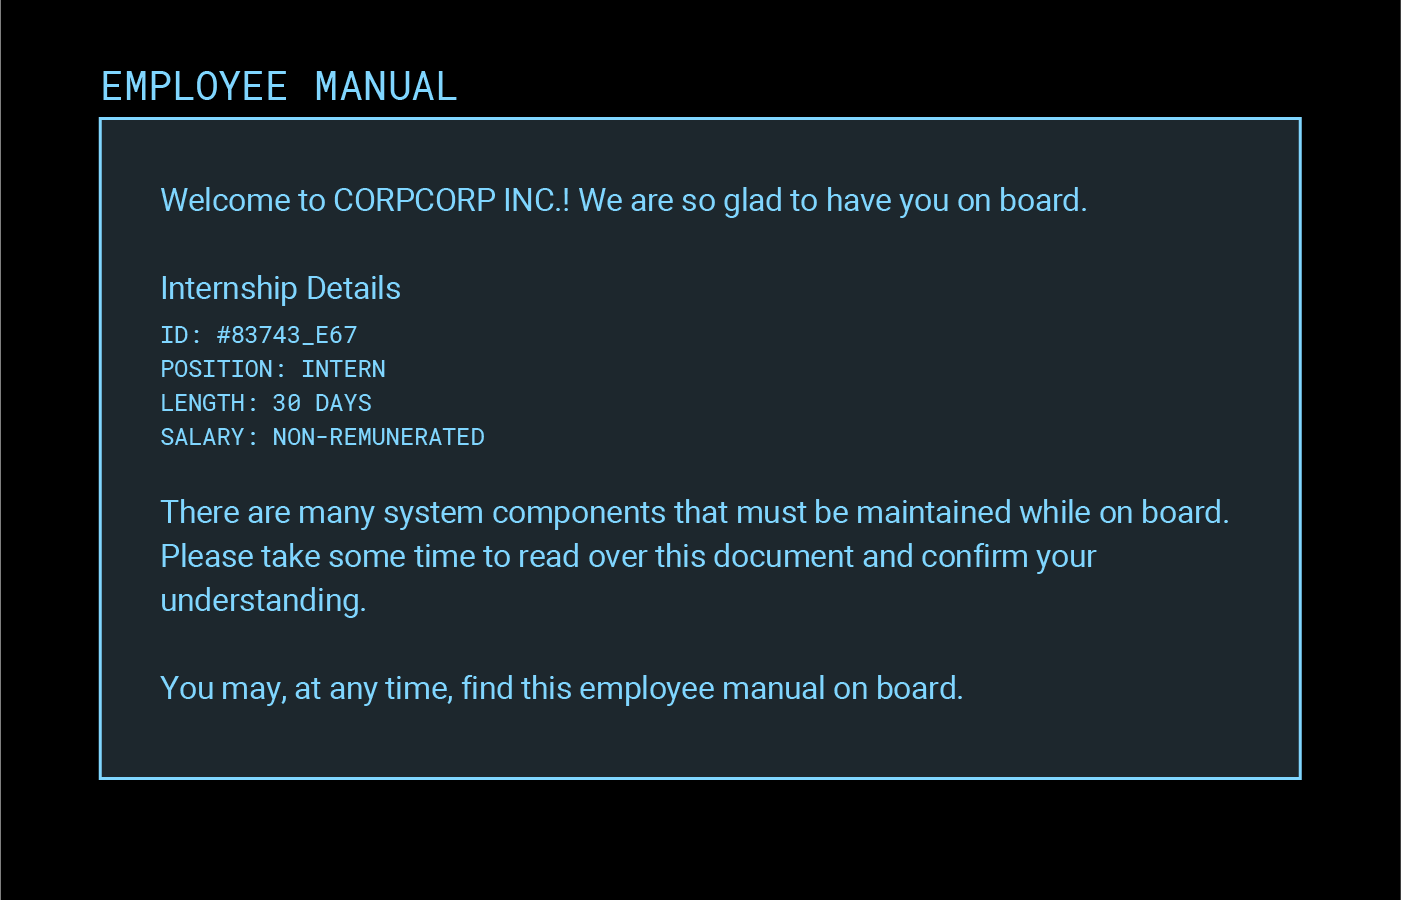 EMPLOYEE MANUAL
Welcome to CORPCORP INC.! We are so glad to have you on board.
Internship Details
ID: #83743_E67
POSITION: INTERN
LENGTH: 30 DAYS
SALARY: NON-REMUNERATED
There are many system components that must be maintained while on board.
Please take some time to read over this document and confirm your
understanding.
You may, at any time, find this employee manual on board.